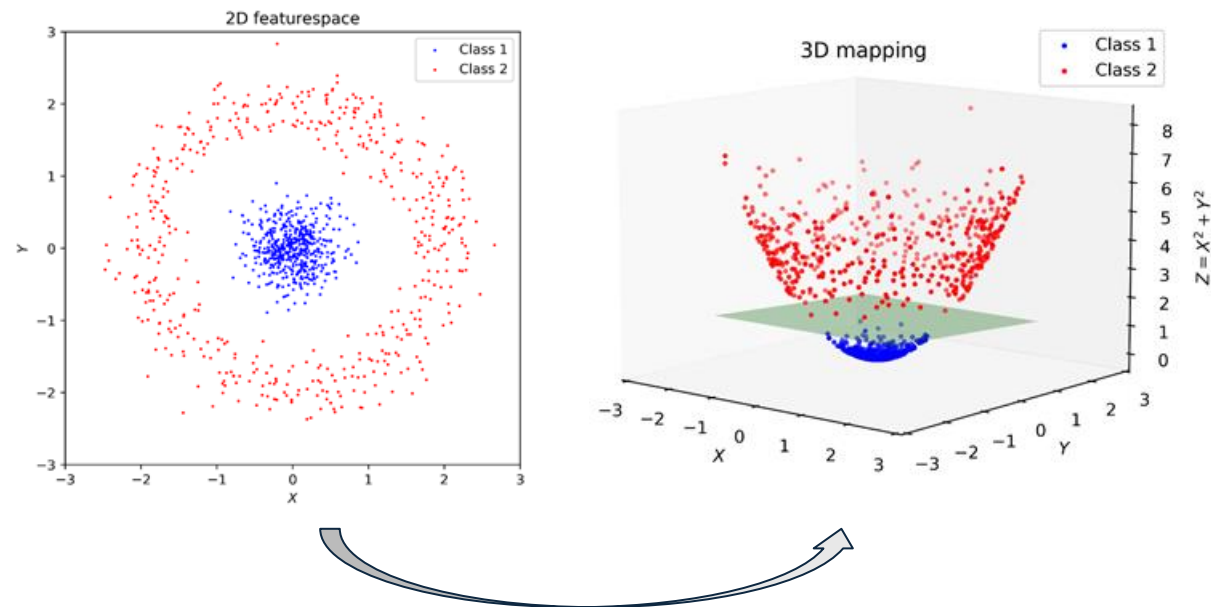 2D featurespace
Class 1
Class 2
3
2
1
0
−1
−2
−3
Y
−3 −2 −1 0 1 2 3
X
3D mapping
Class 1
Class 2
8
7
6
5
4
3
2
1
0
Z = X² + Y²
−3 −2 −1 0 1 2 3
X
−3 −2 −1 0 1 2 3
Y